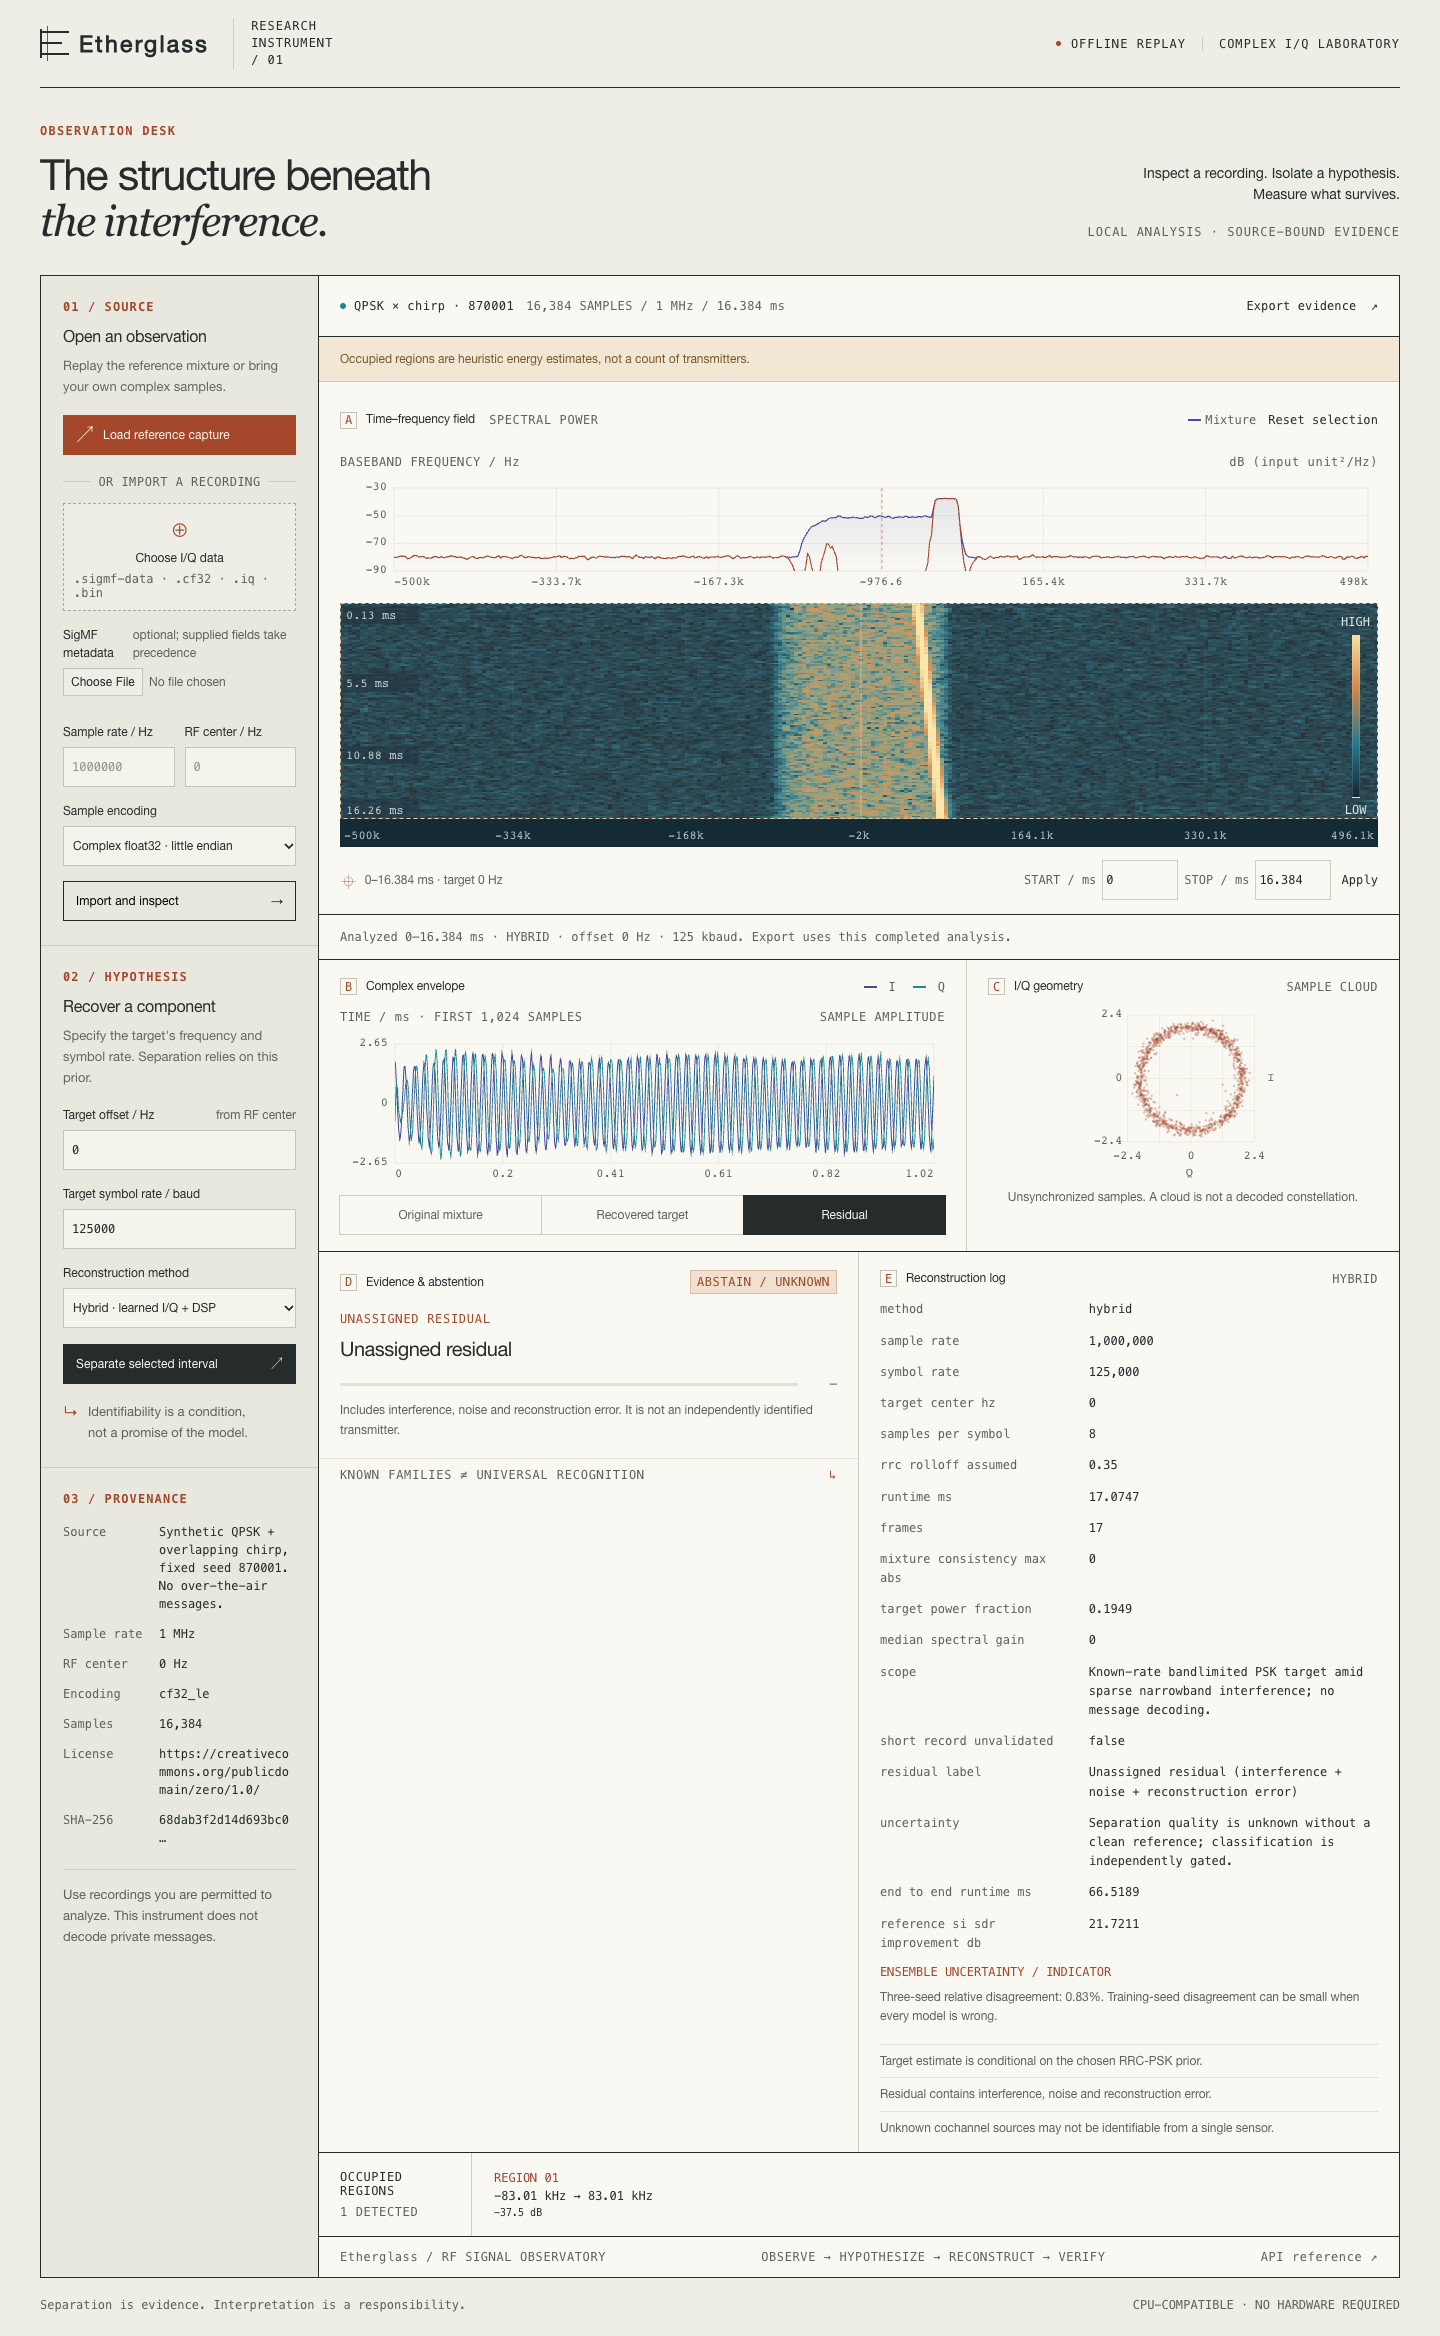 Etherglass
RESEARCH
INSTRUMENT
/ 01
OFFLINE REPLAY
COMPLEX I/Q LABORATORY
OBSERVATION DESK
The structure beneath
the interference.
Inspect a recording. Isolate a hypothesis.
Measure what survives.
LOCAL ANALYSIS · SOURCE-BOUND EVIDENCE
01 / SOURCE
Open an observation
Replay the reference mixture or bring
your own complex samples.
↗ Load reference capture
OR IMPORT A RECORDING
⊕
Choose I/Q data
.sigmf-data · .cf32 · .iq ·
.bin
SigMF metadata
optional; supplied fields take
precedence
Choose File No file chosen
Sample rate / Hz RF center / Hz
1000000 0
Sample encoding
Complex float32 · little endian
Import and inspect →
02 / HYPOTHESIS
Recover a component
Specify the target's frequency and
symbol rate. Separation relies on this
prior.
Target offset / Hz from RF center
0
Target symbol rate / baud
125000
Reconstruction method
Hybrid · learned I/Q + DSP
Separate selected interval ↗
↳ Identifiability is a condition,
not a promise of the model.
03 / PROVENANCE
Source Synthetic QPSK +
overlapping chirp,
fixed seed 870001.
No over-the-air
messages.
Sample rate 1 MHz
RF center 0 Hz
Encoding cf32_le
Samples 16,384
License https://creativeco
mmons.org/publicdo
main/zero/1.0/
SHA-256 68dab3f2d14d693bc0
…
Use recordings you are permitted to
analyze. This instrument does not
decode private messages.
QPSK × chirp · 870001 16,384 SAMPLES / 1 MHz / 16.384 ms
Export evidence ↗
Occupied regions are heuristic energy estimates, not a count of transmitters.
A Time–frequency field SPECTRAL POWER
Mixture Reset selection
BASEBAND FREQUENCY / Hz dB (input unit²/Hz)
−30
−50
−70
−90
−500k −333.7k −167.3k −976.6 165.4k 331.7k 498k
0.13 ms
5.5 ms
10.88 ms
16.26 ms
HIGH
LOW
−500k −334k −168k −2k 164.1k 330.1k 496.1k
0–16.384 ms · target 0 Hz
START / ms 0 STOP / ms 16.384 Apply
Analyzed 0–16.384 ms · HYBRID · offset 0 Hz · 125 kbaud. Export uses this completed analysis.
B Complex envelope I Q
TIME / ms · FIRST 1,024 SAMPLES SAMPLE AMPLITUDE
2.65
0
−2.65
0 0.2 0.41 0.61 0.82 1.02
Original mixture Recovered target Residual
C I/Q geometry SAMPLE CLOUD
2.4
0
−2.4
I
−2.4 0 2.4
Q
Unsynchronized samples. A cloud is not a decoded constellation.
D Evidence & abstention ABSTAIN / UNKNOWN
UNASSIGNED RESIDUAL
Unassigned residual
—
Includes interference, noise and reconstruction error. It is not an independently identified
transmitter.
KNOWN FAMILIES ≠ UNIVERSAL RECOGNITION ↳
E Reconstruction log HYBRID
method hybrid
sample rate 1,000,000
symbol rate 125,000
target center hz 0
samples per symbol 8
rrc rolloff assumed 0.35
runtime ms 17.0747
frames 17
mixture consistency max abs 0
target power fraction 0.1949
median spectral gain 0
scope Known-rate bandlimited PSK target amid
sparse narrowband interference; no
message decoding.
short record unvalidated false
residual label Unassigned residual (interference +
noise + reconstruction error)
uncertainty Separation quality is unknown without a
clean reference; classification is
independently gated.
end to end runtime ms 66.5189
reference si sdr improvement db 21.7211
ENSEMBLE UNCERTAINTY / INDICATOR
Three-seed relative disagreement: 0.83%. Training-seed disagreement can be small when
every model is wrong.
Target estimate is conditional on the chosen RRC-PSK prior.
Residual contains interference, noise and reconstruction error.
Unknown cochannel sources may not be identifiable from a single sensor.
OCCUPIED
REGIONS
1 DETECTED
REGION 01
−83.01 kHz → 83.01 kHz
−37.5 dB
Etherglass / RF SIGNAL OBSERVATORY
OBSERVE → HYPOTHESIZE → RECONSTRUCT → VERIFY
API reference ↗
Separation is evidence. Interpretation is a responsibility.
CPU-COMPATIBLE · NO HARDWARE REQUIRED